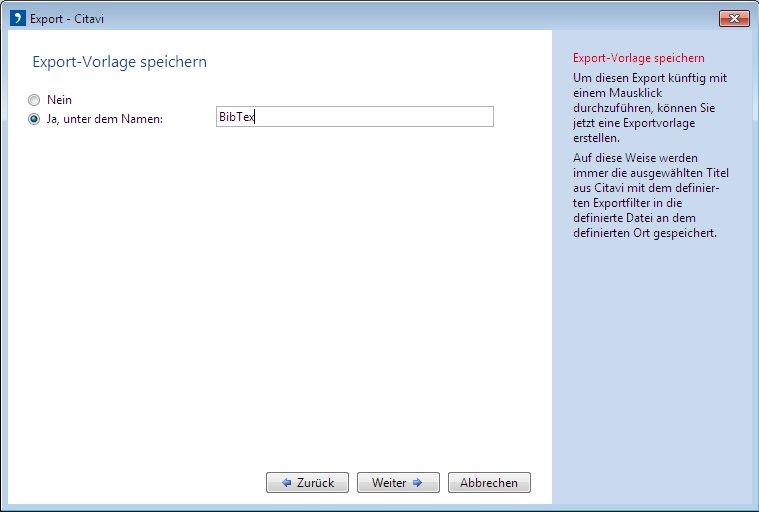 Export - Citavi
Export-Vorlage speichern
Nein
Ja, unter dem Namen:
BibTex
Export-Vorlage speichern
Um diesen Export künftig mit
einem Mausklick
durchzuführen, können Sie
jetzt eine Exportvorlage
erstellen.
Auf diese Weise werden
immer die ausgewählten Titel
aus Citavi mit dem definier-
ten Exportfilter in die
definierte Datei an dem
definierten Ort gespeichert.
Zurück
Weiter
Abbrechen